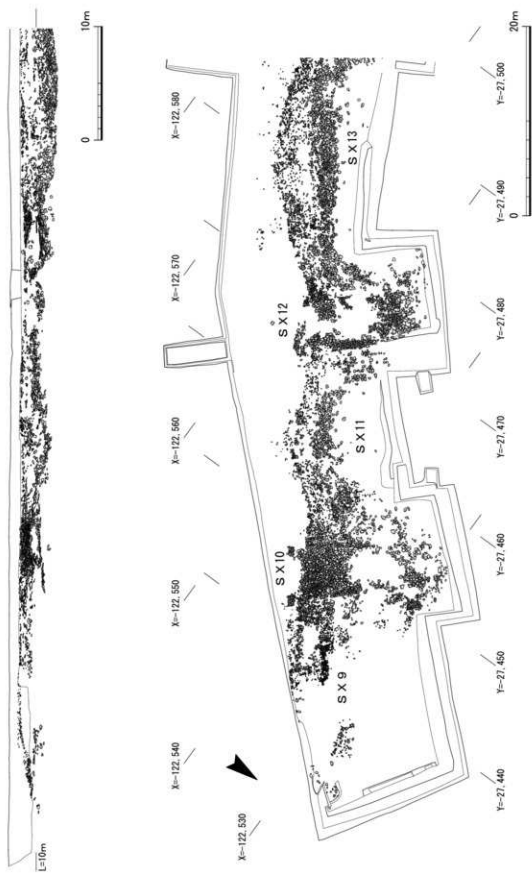 10m
0
L=10m
X=-122.580
X=-122.570
X=-122.560
X=-122.550
X=-122.540
X=-122.530
SX13
SX12
SX11
SX10
SX9
Y=-27.500
Y=-27.490
Y=-27.480
Y=-27.470
Y=-27.460
Y=-27.450
Y=-27.440
20m
0